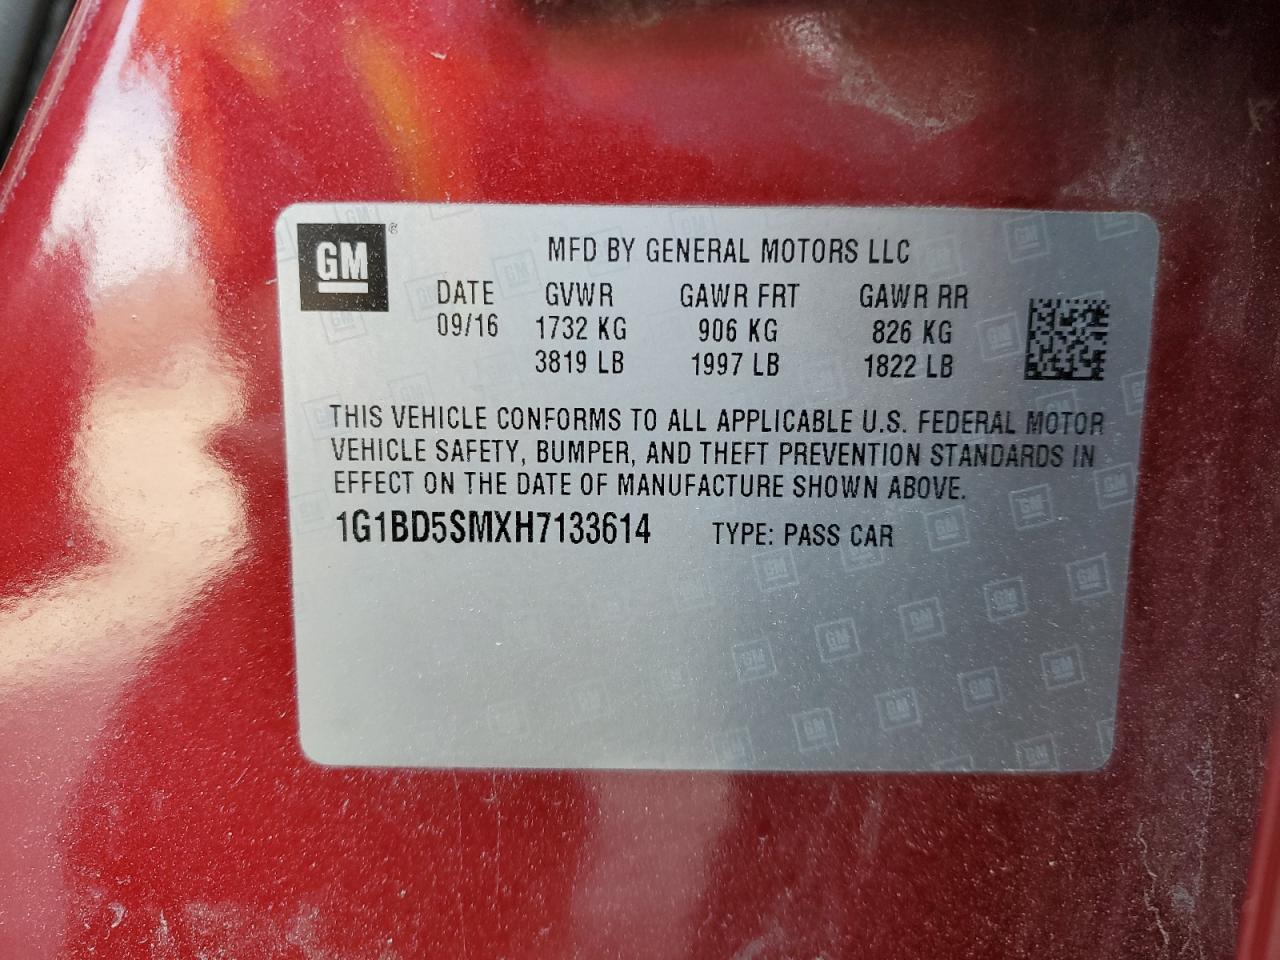 GM ®
MFD BY GENERAL MOTORS LLC
DATE GVWR GAWR FRT GAWR RR
09/16 1732 KG 906 KG 826 KG
3819 LB 1997 LB 1822 LB
THIS VEHICLE CONFORMS TO ALL APPLICABLE U.S. FEDERAL MOTOR
VEHICLE SAFETY, BUMPER, AND THEFT PREVENTION STANDARDS IN
EFFECT ON THE DATE OF MANUFACTURE SHOWN ABOVE.
1G1BD5SMXH7133614 TYPE: PASS CAR